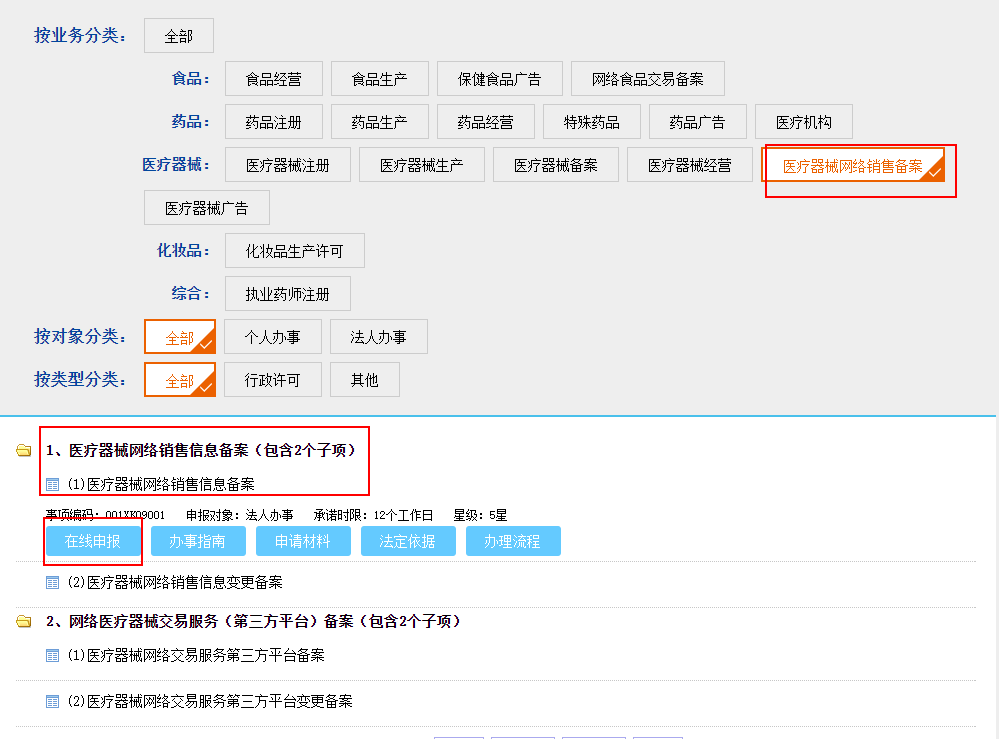 按业务分类： 全部
食品： 食品经营 食品生产 保健食品广告 网络食品交易备案
药品： 药品注册 药品生产 药品经营 特殊药品 药品广告 医疗机构
医疗器械： 医疗器械注册 医疗器械生产 医疗器械备案 医疗器械经营 医疗器械网络销售备案
医疗器械广告
化妆品： 化妆品生产许可
综合： 执业药师注册
按对象分类： 全部 个人办事 法人办事
按类型分类： 全部 行政许可 其他
1、医疗器械网络销售信息备案（包含2个子项）
(1)医疗器械网络销售信息备案
事项编码：001XK09001 申报对象：法人办事 承诺时限：12个工作日 星级：5星
在线申报 办事指南 申请材料 法定依据 办理流程
(2)医疗器械网络销售信息变更备案
2、网络医疗器械交易服务（第三方平台）备案（包含2个子项）
(1)医疗器械网络交易服务第三方平台备案
(2)医疗器械网络交易服务第三方平台变更备案